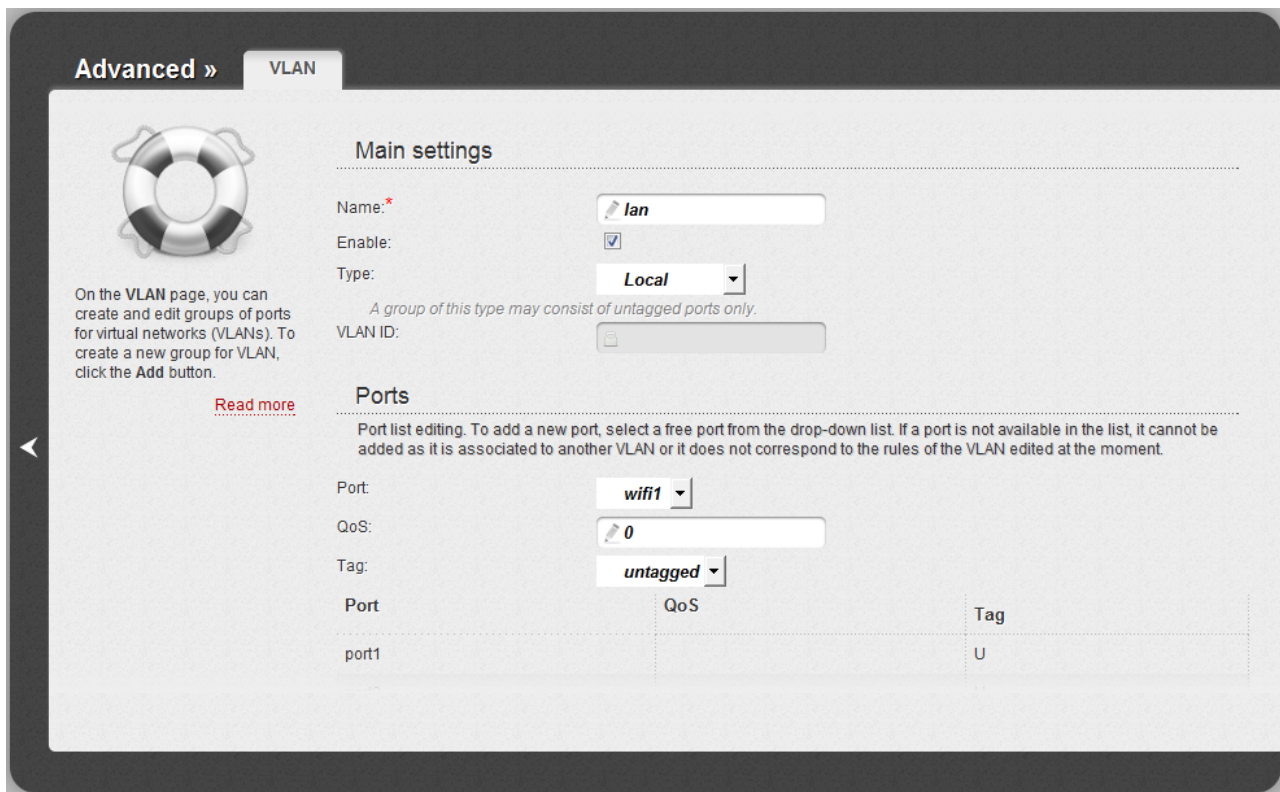 Advanced »
VLAN
On the VLAN page, you can
create and edit groups of ports
for virtual networks (VLANs). To
create a new group for VLAN,
click the Add button.
Read more
Main settings
Name:*
lan
Enable:
Type:
Local
A group of this type may consist of untagged ports only.
VLAN ID:
Ports
Port list editing. To add a new port, select a free port from the drop-down list. If a port is not available in the list, it cannot be
added as it is associated to another VLAN or it does not correspond to the rules of the VLAN edited at the moment.
Port:
wifi1
QoS:
0
Tag:
untagged
Port QoS Tag
port1 U